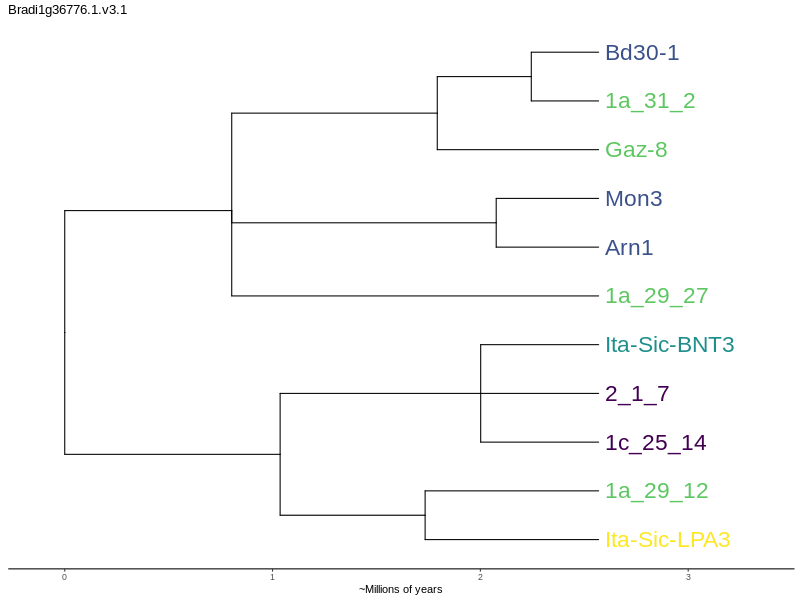 Bradi1g36776.1.v3.1
Bd30-1
1a_31_2
Gaz-8
Mon3
Arn1
1a_29_27
Ita-Sic-BNT3
2_1_7
1c_25_14
1a_29_12
Ita-Sic-LPA3
0 1 2 3
~Millions of years